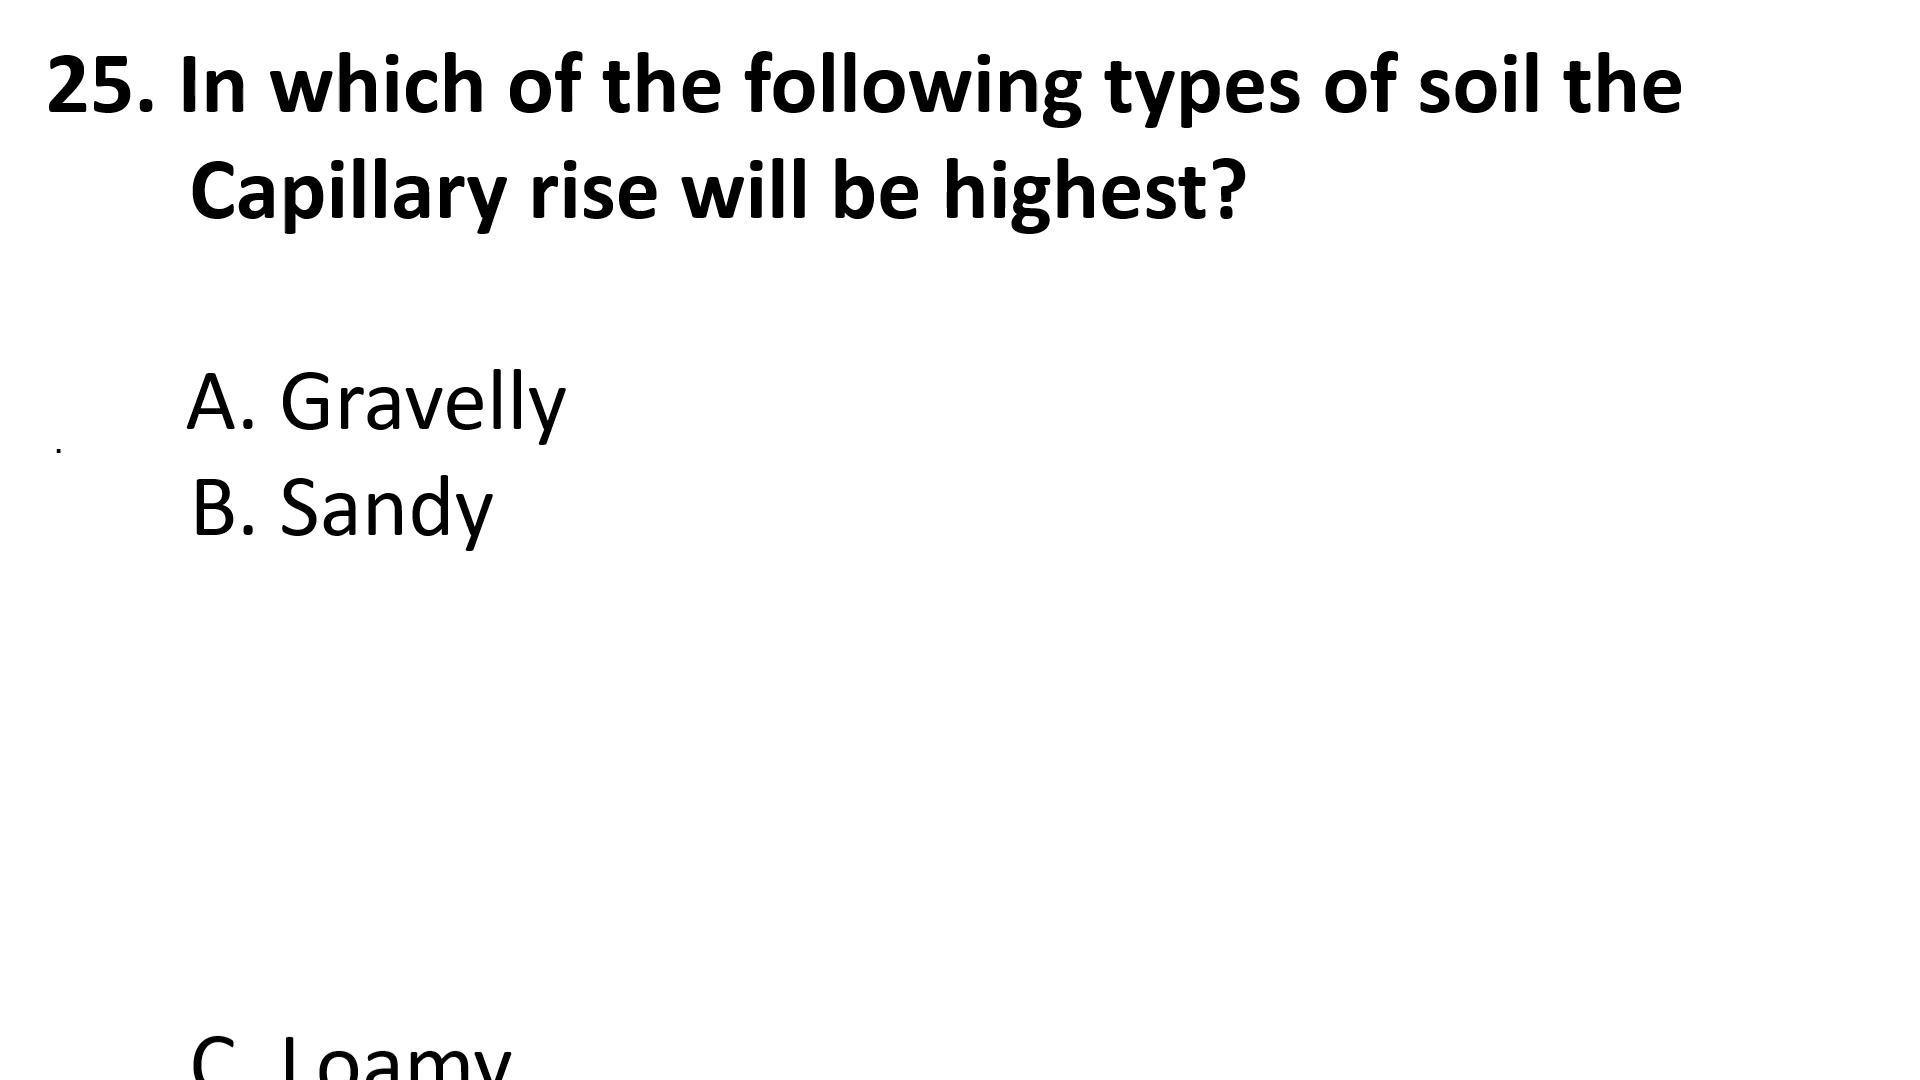 25. In which of the following types of soil the
Capillary rise will be highest?
A. Gravelly
.
B. Sandy
C. Loamy